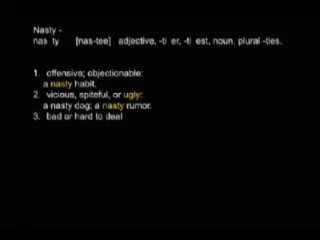 Nasty -
nas ty [nas-tee] adjective, -ti er, -ti est, noun, plural -ties.
1. offensive; objectionable:
a nasty habit.
2. vicious, spiteful, or ugly:
a nasty dog; a nasty rumor.
3. bad or hard to deal